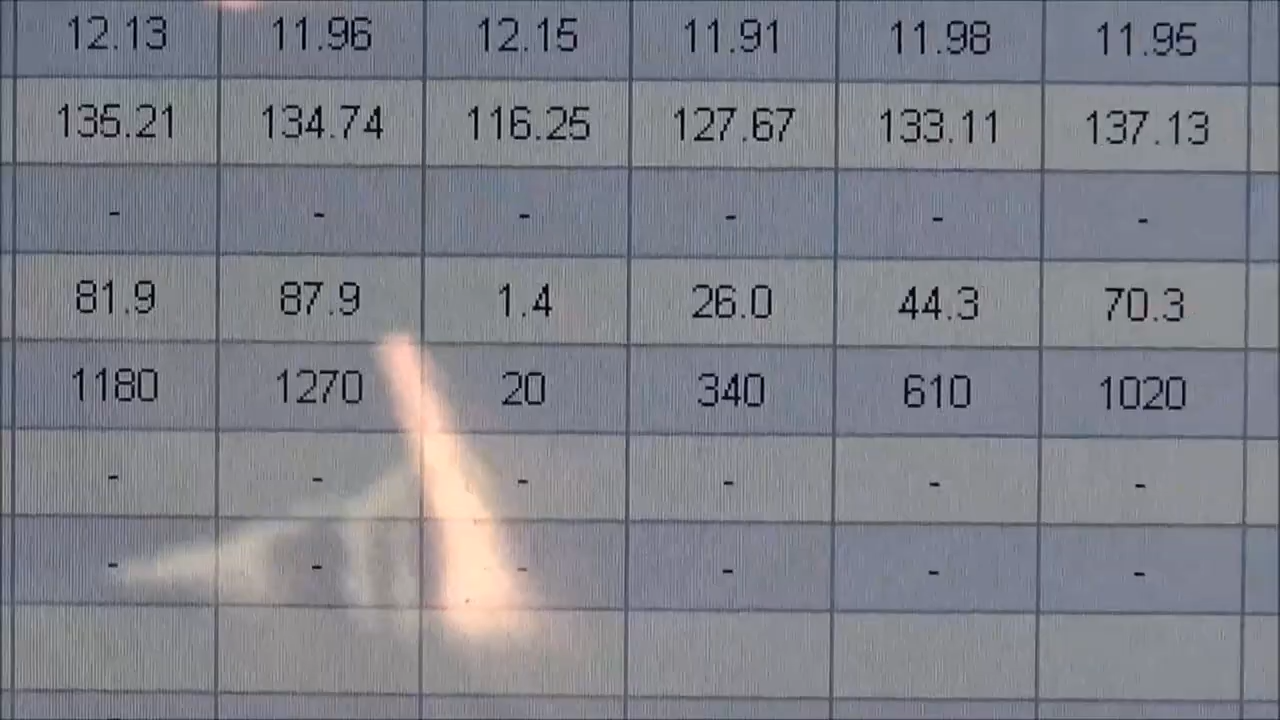 12.13 11.96 12.15 11.91 11.98 11.95
135.21 134.74 116.25 127.67 133.11 137.13
- - - - - -
81.9 87.9 1.4 26.0 44.3 70.3
1180 1270 20 340 610 1020
- - - - - -
- - - - - -